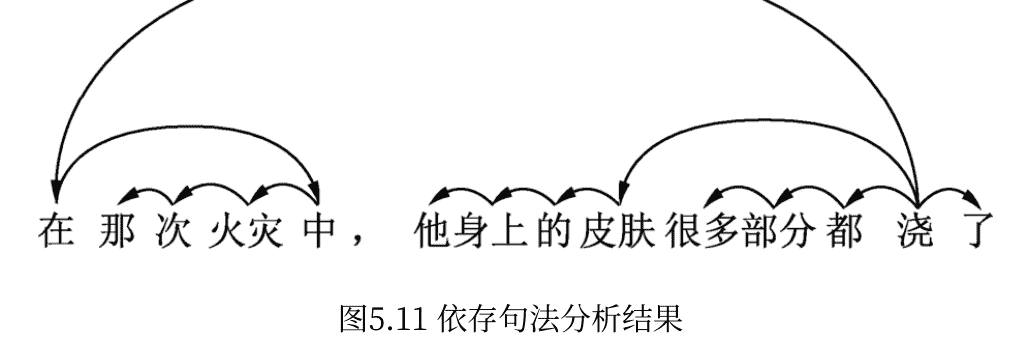 在 那 次 火灾 中 ， 他身上的皮肤很多部分都 浇 了
图5.11 依存句法分析结果